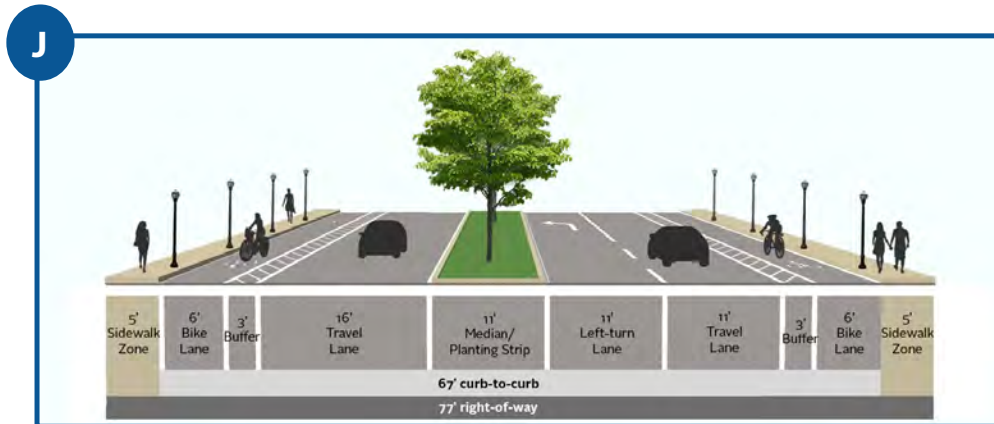 J
5'
Sidewalk
Zone
6'
Bike
Lane
3'
Buffer
16'
Travel
Lane
11'
Median/
Planting Strip
11'
Left-turn
Lane
11'
Travel
Lane
3'
Buffer
6'
Bike
Lane
5'
Sidewalk
Zone
67' curb-to-curb
77' right-of-way